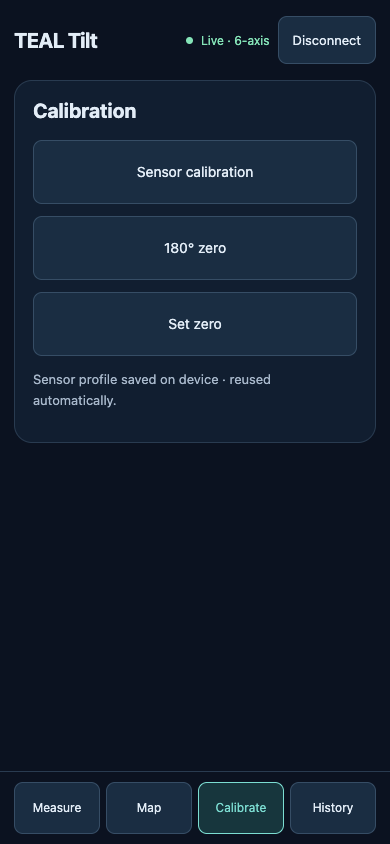 TEAL Tilt
Live · 6-axis
Disconnect
Calibration
Sensor calibration
180° zero
Set zero
Sensor profile saved on device · reused
automatically.
Measure
Map
Calibrate
History